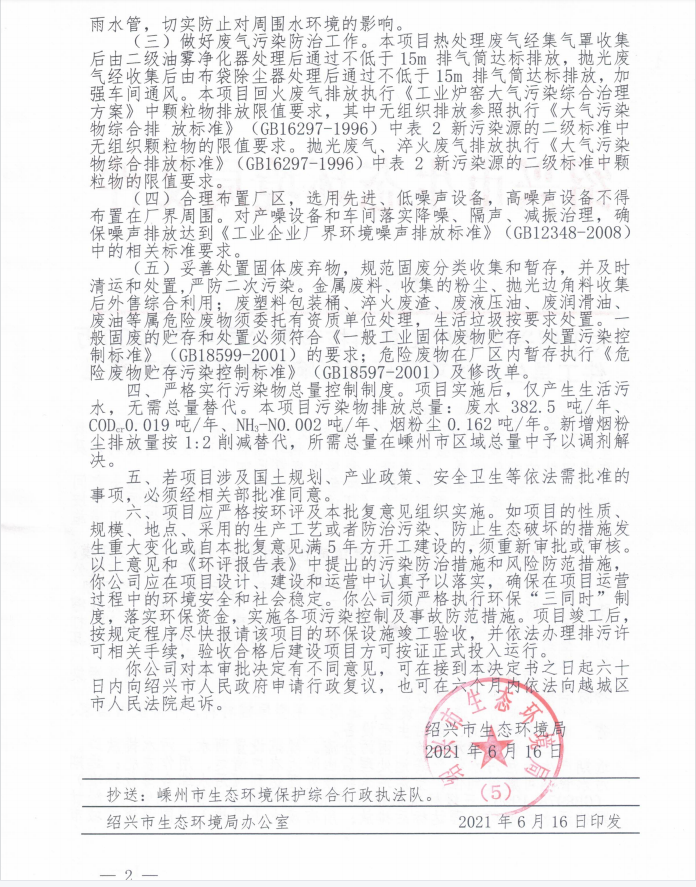 雨水管，切实防止对周围水环境的影响。
（三）做好废气污染防治工作。本项目热处理废气经集气罩收集
后由二级油雾净化器处理后通过不低于 15m 排气筒达标排放，抛光废
气经收集后由布袋除尘器处理后通过不低于 15m 排气筒达标排放，加
强车间通风。本项目回火废气排放执行《工业炉窑大气污染综合治理
方案》中颗粒物排放限值要求，其中无组织排放参照执行《大气污染
物综合排 放标准》（GB16297-1996）中表 2 新污染源的二级标准中
无组织颗粒物的限值要求。抛光废气、淬火废气排放执行《大气污染
物综合排放标准》（GB16297-1996）中表 2 新污染源的二级标准中颗
粒物的限值要求。
（四）合理布置厂区，选用先进、低噪声设备，高噪声设备不得
布置在厂界周围。对产噪设备和车间落实降噪、隔声、减振治理，确
保噪声排放达到《工业企业厂界环境噪声排放标准》（GB12348-2008）
中的相关标准要求。
（五）妥善处置固体废弃物，规范固废分类收集和暂存，并及时
清运和处置,严防二次污染。金属废料、收集的粉尘、抛光边角料收集
后外售综合利用；废塑料包装桶、淬火废渣、废液压油、废润滑油、
废油等属危险废物须委托有资质单位处理，生活垃圾按要求处置。一
般固废的贮存和处置必须符合《一般工业固体废物贮存、处置污染控
制标准》（GB18599-2001）的要求；危险废物在厂区内暂存执行《危
险废物贮存污染控制标准》（GB18597-2001）及修改单。
四、严格实行污染物总量控制制度。项目实施后，仅产生生活污
水，无需总量替代。本项目污染物排放总量：废水 382.5 吨/年、
CODcr0.019 吨/年、NH3-N0.002 吨/年、烟粉尘 0.162 吨/年。新增烟粉
尘排放量按 1:2 削减替代，所需总量在嵊州市区域总量中予以调剂解
决。
五、若项目涉及国土规划、产业政策、安全卫生等依法需批准的
事项，必须经相关部批准同意。
六、项目应严格按环评及本批复意见组织实施。如项目的性质、
规模、地点、采用的生产工艺或者防治污染、防止生态破坏的措施发
生重大变化或自本批复意见满 5 年方开工建设的，须重新审批或审核。
以上意见和《环评报告表》中提出的污染防治措施和风险防范措施，
你公司应在项目设计、建设和运营中认真予以落实，确保在项目运营
过程中的环境安全和社会稳定。你公司须严格执行环保“三同时”制
度，落实环保资金，实施各项污染控制及事故防范措施。项目竣工后，
按规定程序尽快报请该项目的环保设施竣工验收，并依法办理排污许
可相关手续，验收合格后建设项目方可按证正式投入运行。
你公司对本审批决定有不同意见，可在接到本决定书之日起六十
日内向绍兴市人民政府申请行政复议，也可在六个月内依法向越城区
市人民法院起诉。
绍兴市生态环境局
2021 年 6 月 16 日
绍兴市生态环境局
（5）
抄送：嵊州市生态环境保护综合行政执法队。
绍兴市生态环境局办公室 2021 年 6 月 16 日印发
— 2 —